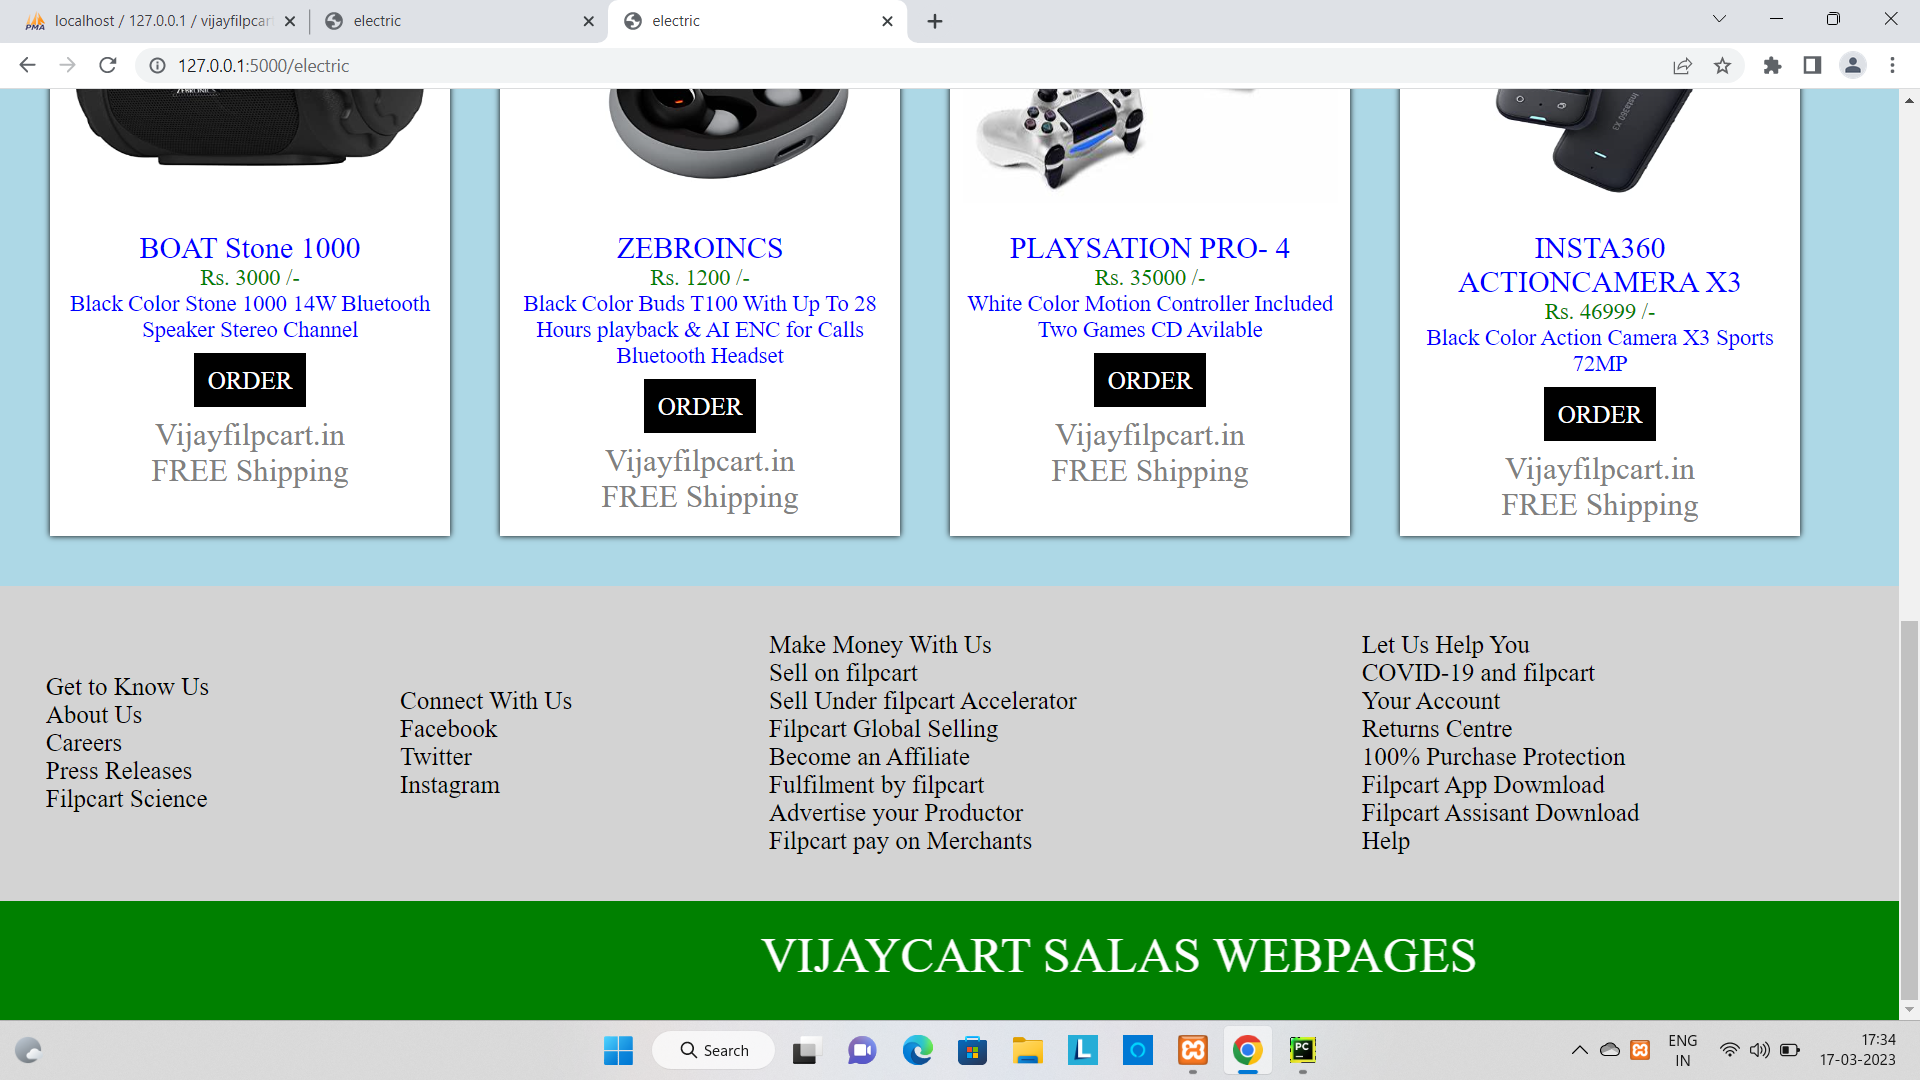 PMA localhost / 127.0.0.1 / vijayfilpcart
electric
electric
127.0.0.1:5000/electric
ZEBRONICS
Insta360 X3
BOAT Stone 1000
Rs. 3000 /-
Black Color Stone 1000 14W Bluetooth
Speaker Stereo Channel
ORDER
Vijayfilpcart.in
FREE Shipping
ZEBROINCS
Rs. 1200 /-
Black Color Buds T100 With Up To 28
Hours playback & AI ENC for Calls
Bluetooth Headset
ORDER
Vijayfilpcart.in
FREE Shipping
PLAYSATION PRO- 4
Rs. 35000 /-
White Color Motion Controller Included
Two Games CD Avilable
ORDER
Vijayfilpcart.in
FREE Shipping
INSTA360
ACTIONCAMERA X3
Rs. 46999 /-
Black Color Action Camera X3 Sports
72MP
ORDER
Vijayfilpcart.in
FREE Shipping
Get to Know Us
About Us
Careers
Press Releases
Filpcart Science
Connect With Us
Facebook
Twitter
Instagram
Make Money With Us
Sell on filpcart
Sell Under filpcart Accelerator
Filpcart Global Selling
Become an Affiliate
Fulfilment by filpcart
Advertise your Productor
Filpcart pay on Merchants
Let Us Help You
COVID-19 and filpcart
Your Account
Returns Centre
100% Purchase Protection
Filpcart App Dowmload
Filpcart Assisant Download
Help
VIJAYCART SALAS WEBPAGES
Search
L
PC
ENG
IN
17:34
17-03-2023